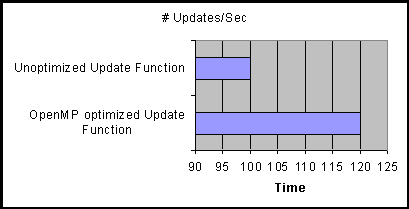 # Updates/Sec
Unoptimized Update Function
OpenMP optimized Update
Function
90 95 100 105 110 115 120 125
Time